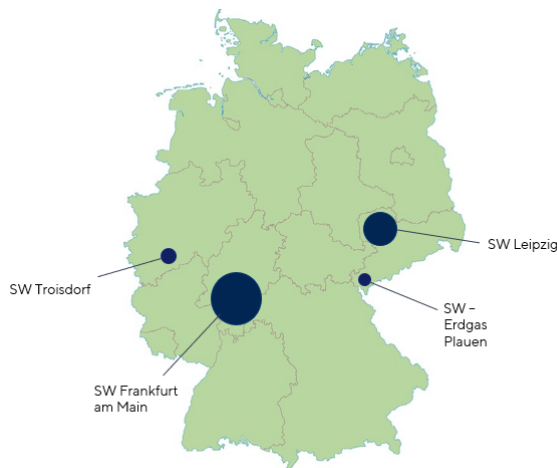 SW Leipzig
SW Troisdorf
SW –
Erdgas
Plauen
SW Frankfurt
am Main